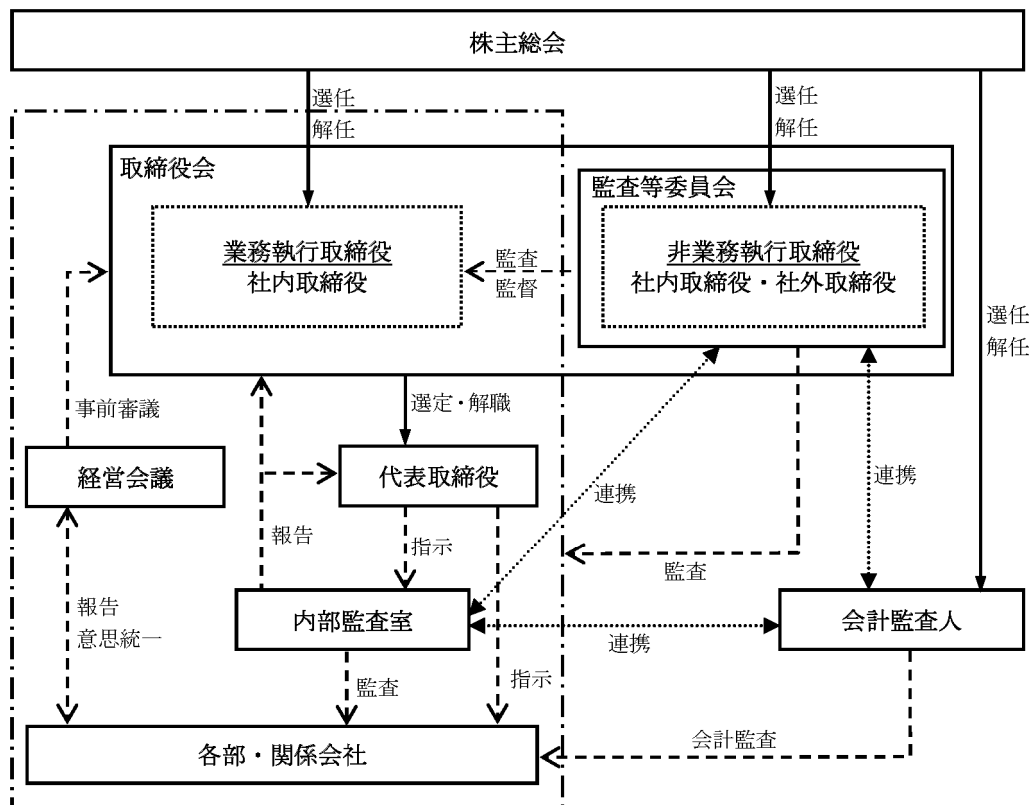 株主総会
選任
解任
選任
解任
取締役会
監査等委員会
業務執行取締役
社内取締役
監査
監督
非業務執行取締役
社内取締役・社外取締役
選任
解任
事前審議
選定・解職
経営会議
代表取締役
連携
連携
報告
指示
監査
報告
意思統一
内部監査室
連携
会計監査人
監査
指示
会計監査
各部・関係会社